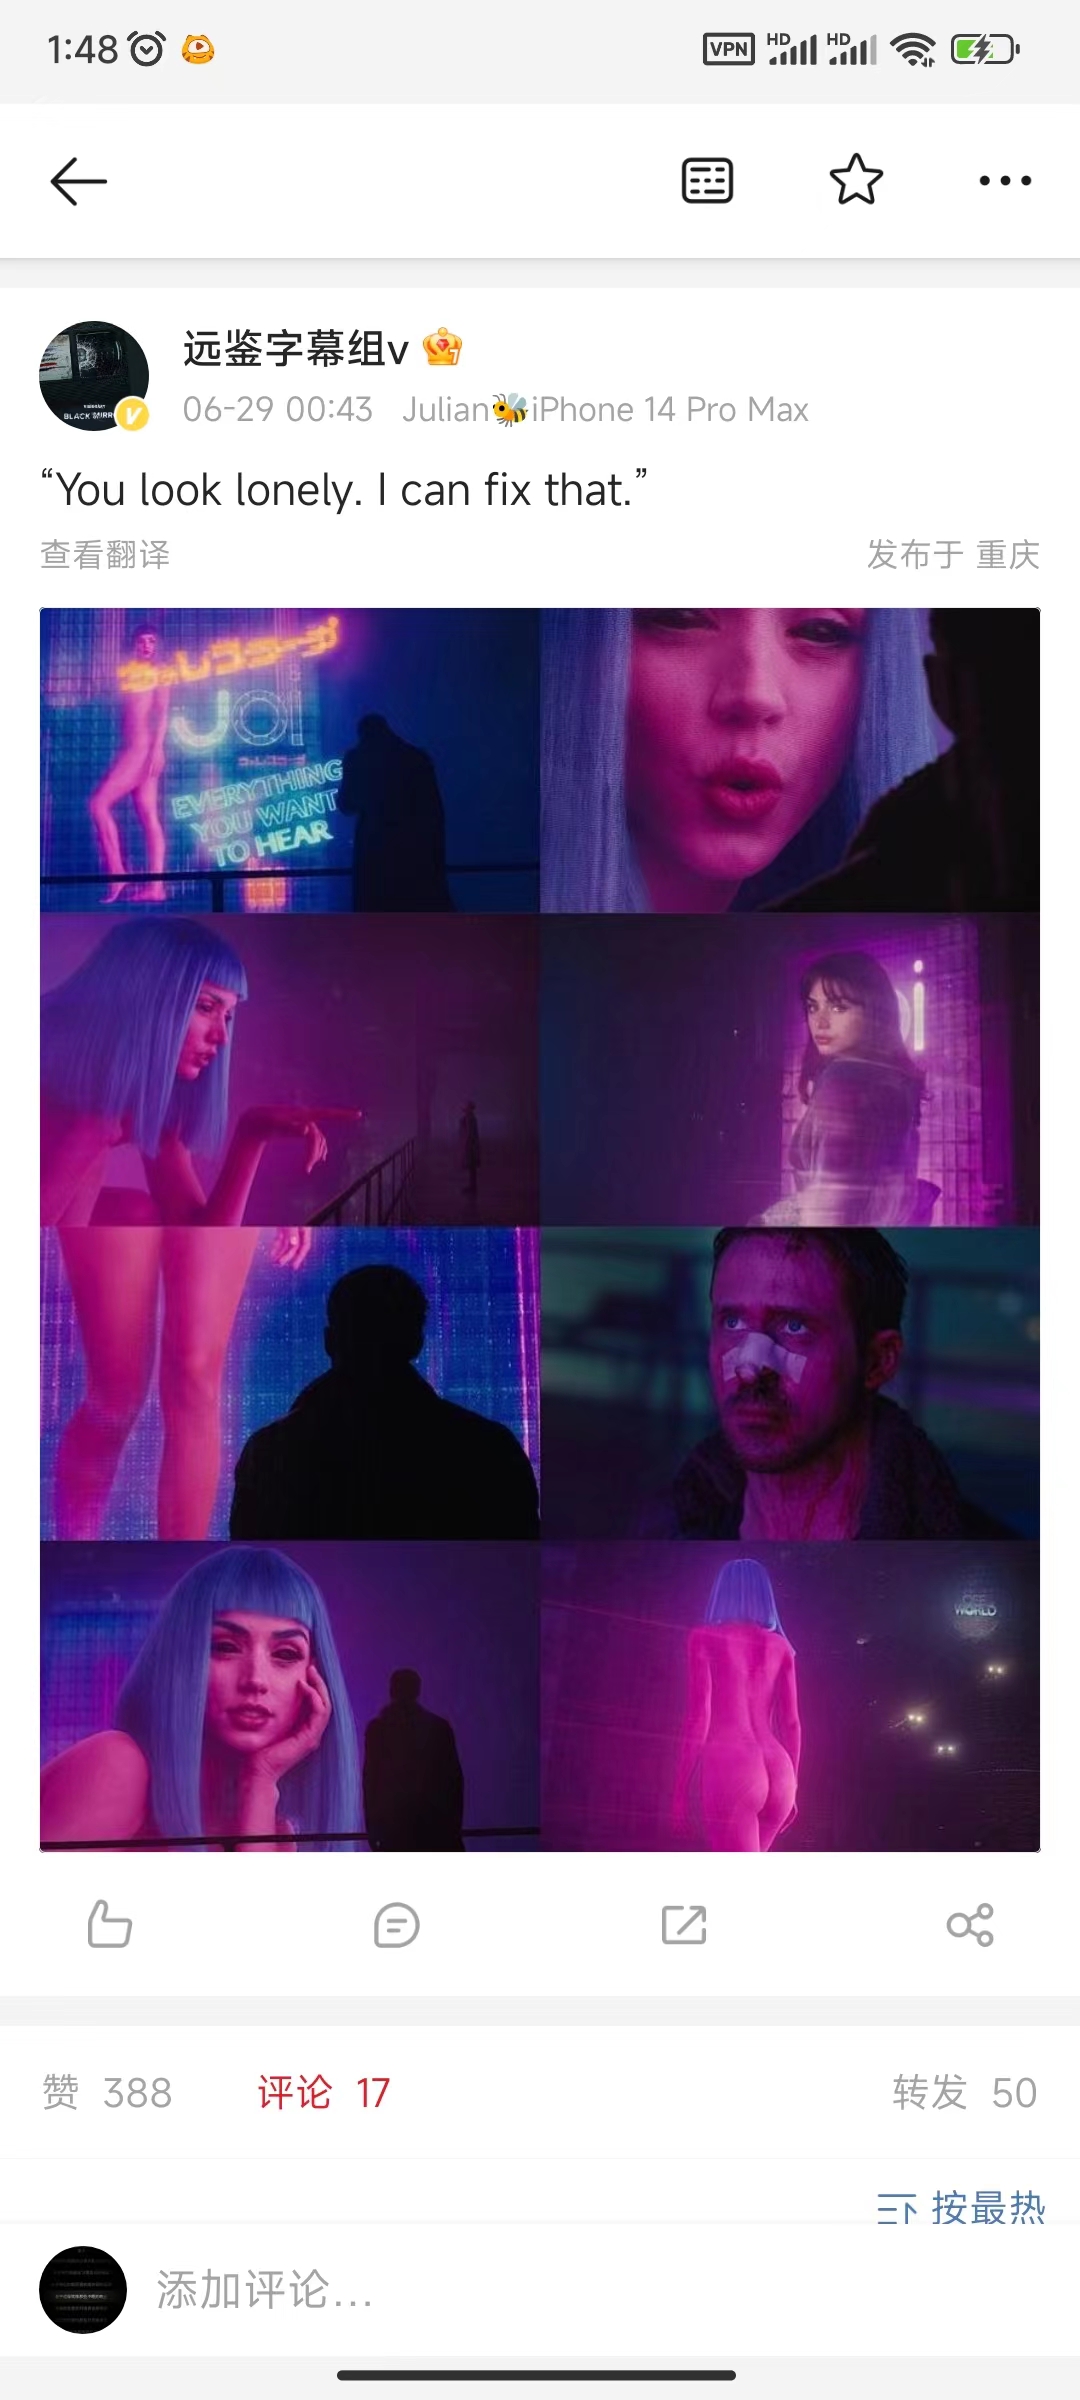 1:48
VPN HD HD
远鉴字幕组v
06-29 00:43 Julian🐝iPhone 14 Pro Max
“You look lonely. I can fix that.”
查看翻译
发布于 重庆
JOI
EVERYTHING
YOU WANT
TO HEAR
WORLD
赞 388
评论 17
转发 50
按最热
添加评论...